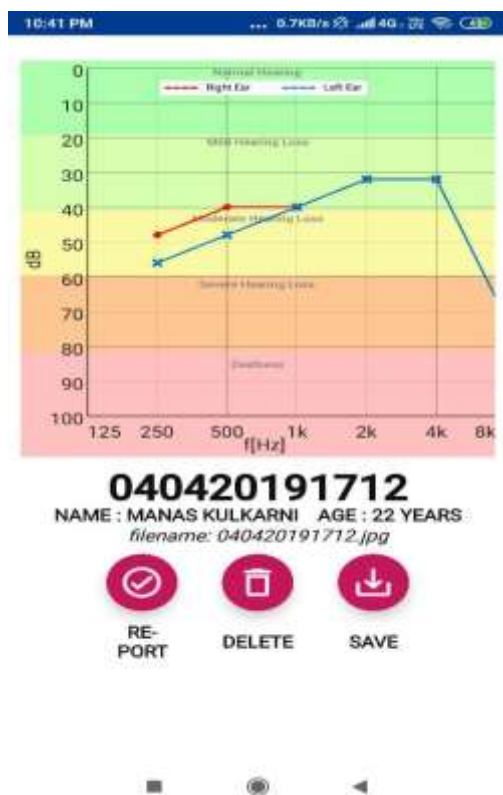 10:41 PM ... 0.7KB/s 4G
0 Normal Hearing
Right Ear Left Ear
10
20 Mild Hearing Loss
30
40 Moderate Hearing Loss
50
dB
60 Severe Hearing Loss
70
80
Deafness
90
100
125 250 500 1k 2k 4k 8k
f[Hz]
040420191712
NAME : MANAS KULKARNI AGE : 22 YEARS
filename: 040420191712.jpg
RE-
PORT DELETE SAVE